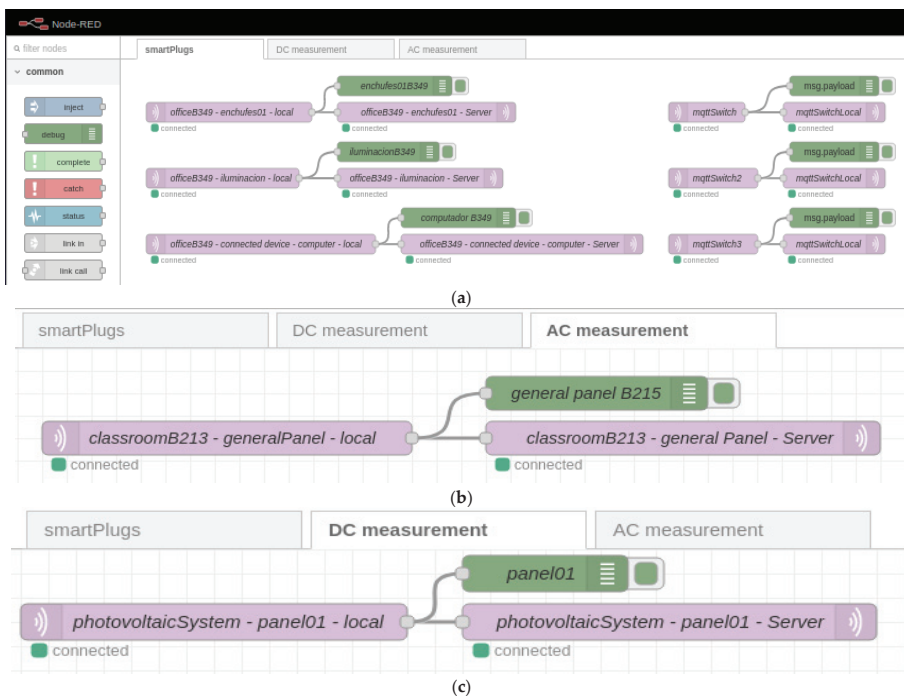 Node-RED
filter nodes
smartPlugs
DC measurement
AC measurement
common
inject
debug
complete
catch
status
link in
link call
enchufes01B349
officeB349 - enchufes01 - local
officeB349 - enchufes01 - Server
connected
connected
iluminacionB349
officeB349 - iluminacion - local
officeB349 - iluminacion - Server
connected
connected
computador B349
officeB349 - connected device - computer - local
officeB349 - connected device - computer - Server
connected
connected
msg.payload
mqttSwitch
mqttSwitchLocal
connected
connected
msg.payload
mqttSwitch2
mqttSwitchLocal
connected
connected
msg.payload
mqttSwitch3
mqttSwitchLocal
connected
connected
(a)
smartPlugs
DC measurement
AC measurement
general panel B215
classroomB213 - generalPanel - local
classroomB213 - general Panel - Server
connected
connected
(b)
smartPlugs
DC measurement
AC measurement
panel01
photovoltaicSystem - panel01 - local
photovoltaicSystem - panel01 - Server
connected
connected
(c)